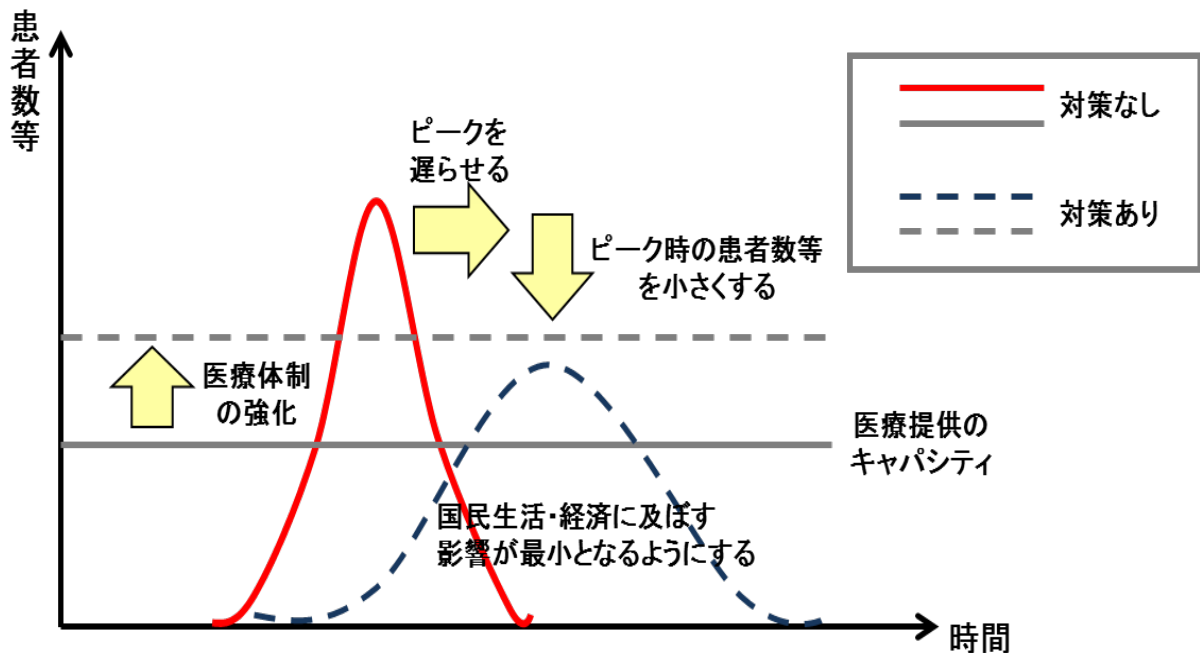 患者数等
ピークを
遅らせる
ピーク時の患者数等
を小さくする
対策なし
対策あり
医療体制
の強化
医療提供の
キャパシティ
国民生活・経済に及ぼす
影響が最小となるようにする
時間